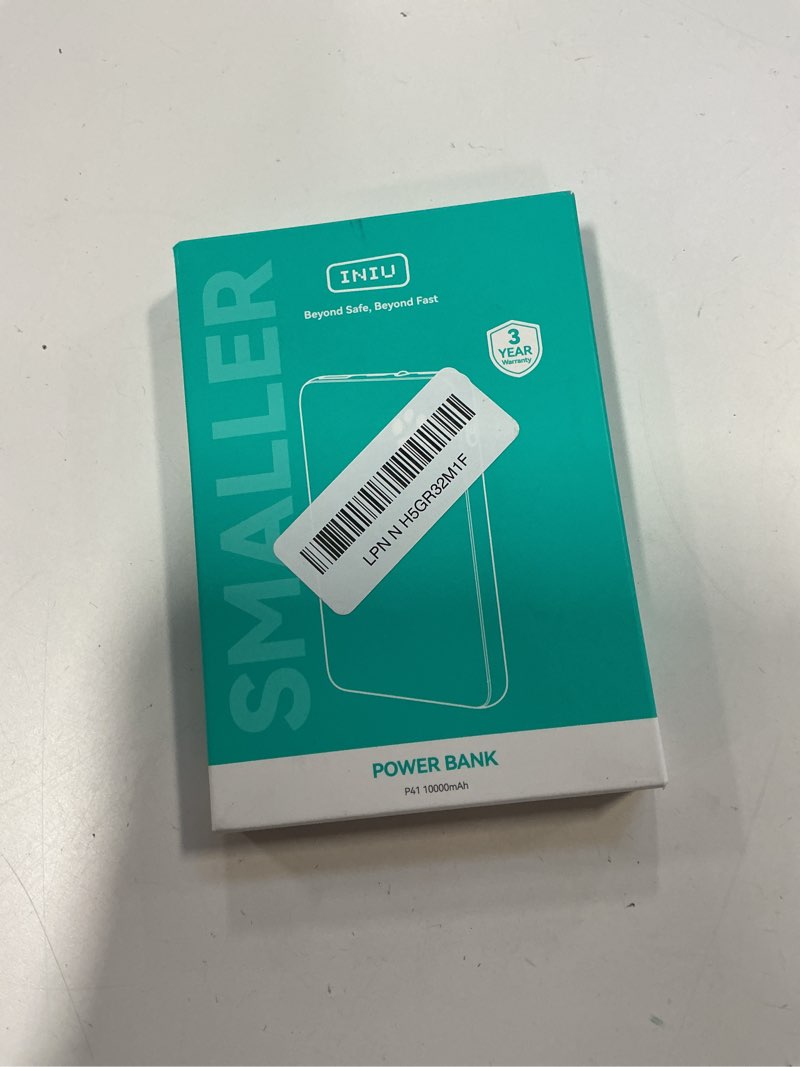 SMALLER
INIU
Beyond Safe, Beyond Fast
3
YEAR
Warranty
LPN N H5GR32M1F
POWER BANK
P41 10000mAh